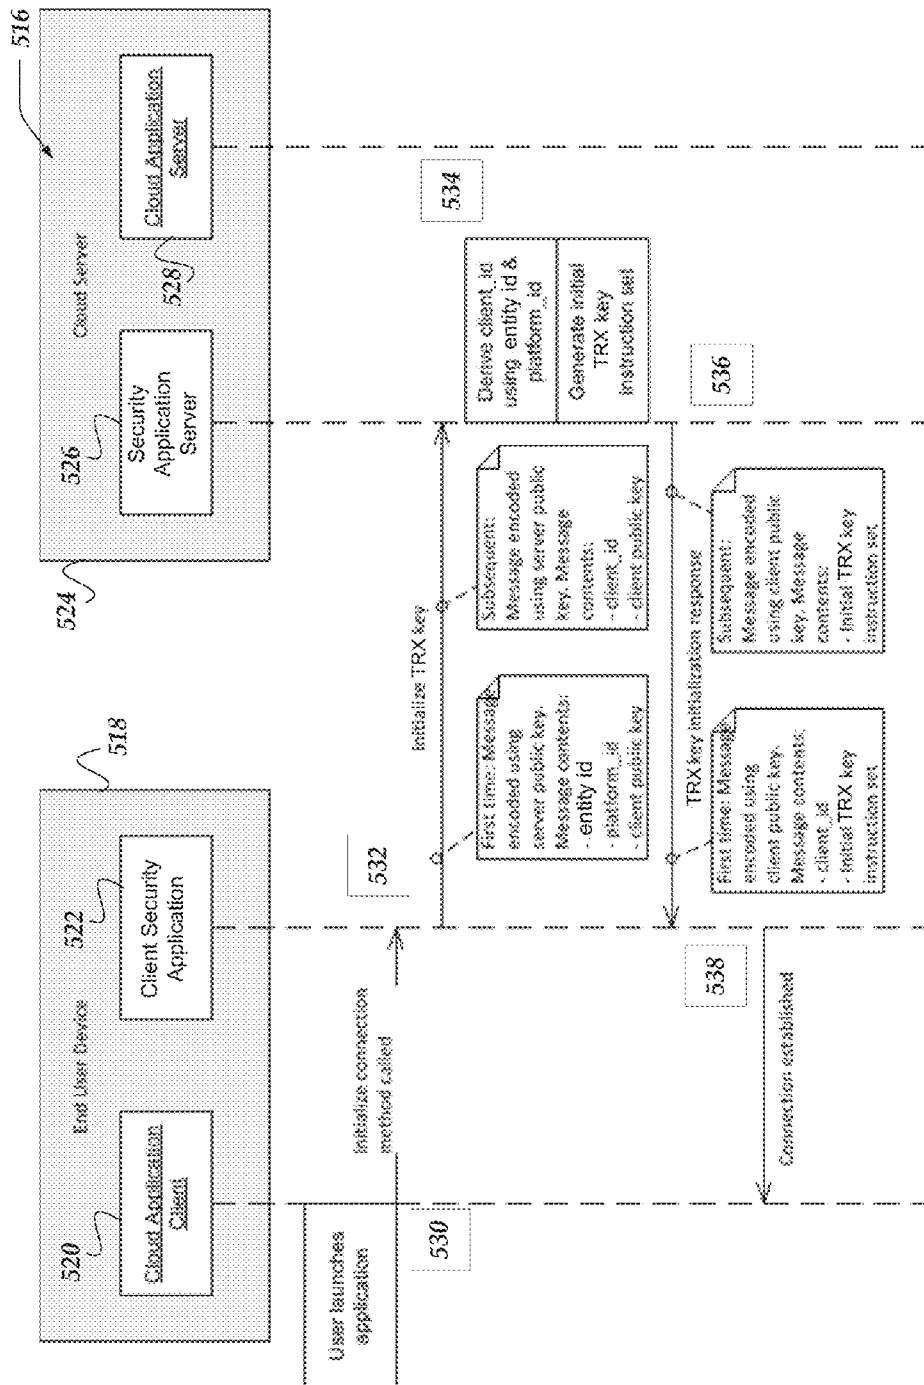 516
End User Device
Cloud Server
518
524
520
522
526
528
Cloud Application
Client
Client Security
Application
Security
Application
Server
Cloud Application
Server
User launches
application
530
Initialize connection
method called
532
Initialize TRX key
534
First time: Message
encoded using
server public key.
Message contents:
- entity id
- platform_id
- client public key
Subsequent:
Message encoded
using server public
key. Message
contents:
- client_id
- client public key
Derive client_id
using entity id &
platform_id
Generate initial
TRX key
instruction set
536
TRX key initialization response
First time: Message
encoded using
client public key.
Message contents:
- client_id
- Initial TRX key
instruction set
Subsequent:
Message encoded
using client public
key. Message
contents:
- Initial TRX key
instruction set
538
Connection established